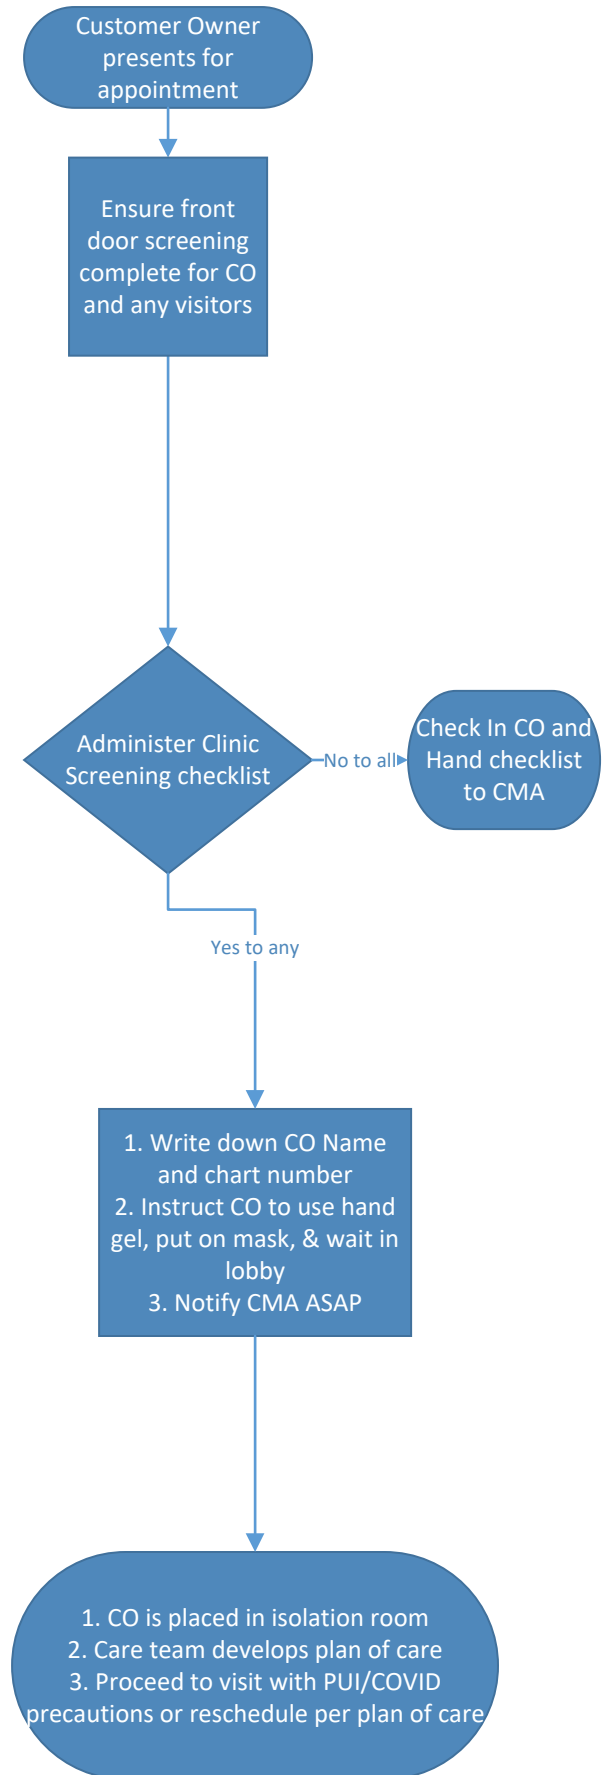 Customer Owner
presents for
appointment
Ensure front
door screening
complete for CO
and any visitors
Administer Clinic
Screening checklist
No to all
Check In CO and
Hand checklist
to CMA
Yes to any
1. Write down CO Name
and chart number
2. Instruct CO to use hand
gel, put on mask, & wait in
lobby
3. Notify CMA ASAP
1. CO is placed in isolation room
2. Care team develops plan of care
3. Proceed to visit with PUI/COVID
precautions or reschedule per plan of care